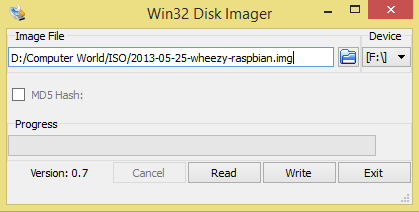 Win32 Disk Imager
Image File
Device
D:/Computer World/ISO/2013-05-25-wheezy-raspbian.img
[F:\]
MD5 Hash:
Progress
Version: 0.7
Cancel
Read
Write
Exit